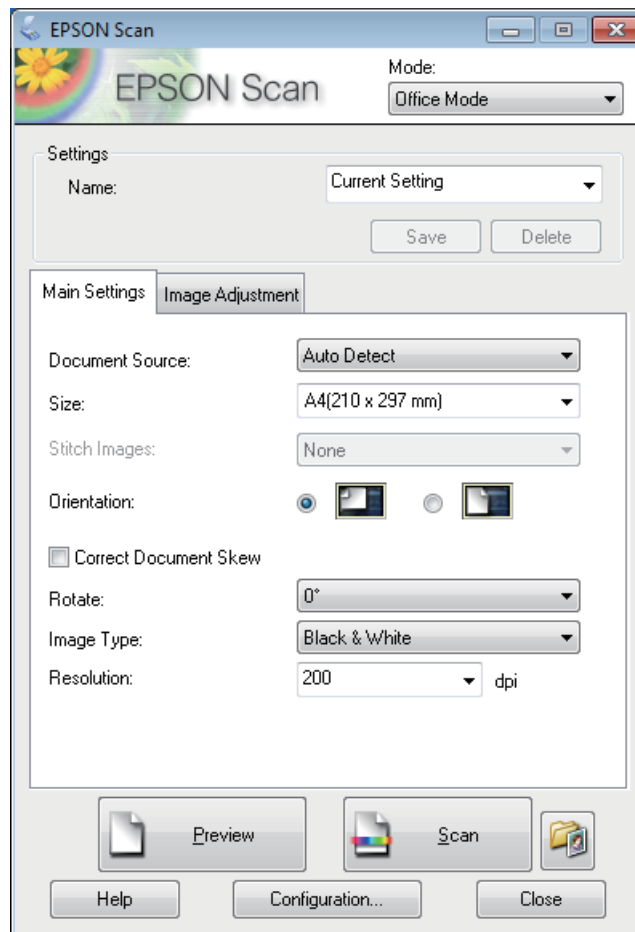 EPSON Scan
EPSON Scan
Mode:
Office Mode
Settings
Name:
Current Setting
Save
Delete
Main Settings
Image Adjustment
Document Source:
Auto Detect
Size:
A4(210 x 297 mm)
Stitch Images:
None
Orientation:
Correct Document Skew
Rotate:
0°
Image Type:
Black & White
Resolution:
200
dpi
Preview
Scan
Help
Configuration...
Close